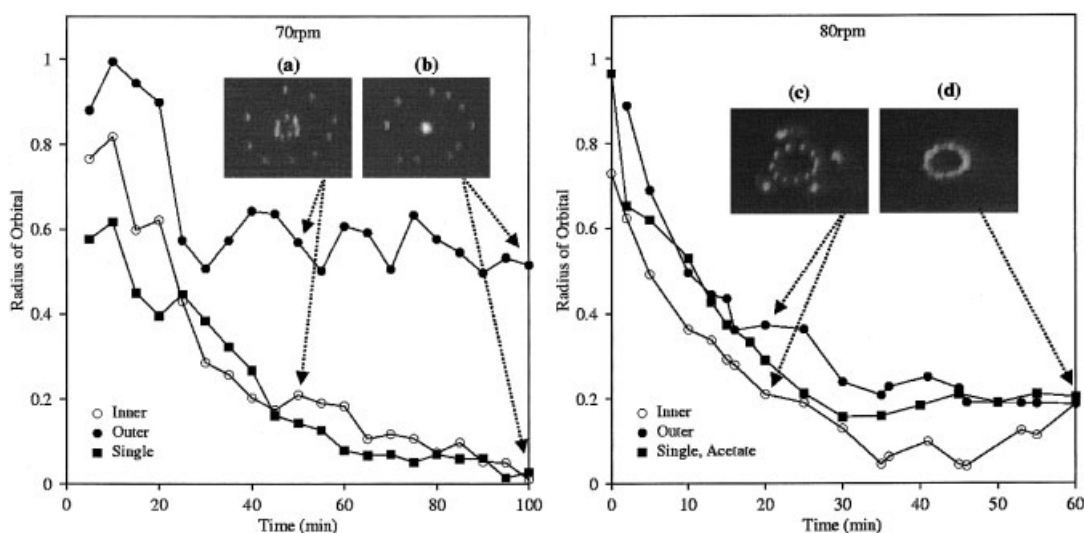 70rpm
(a)
(b)
Radius of Orbital
1
0.8
0.6
0.4
0.2
0
Inner
Outer
Single
0
20
40
60
80
100
Time (min)
80rpm
(c)
(d)
Radius of Orbital
1
0.8
0.6
0.4
0.2
0
Inner
Outer
Single, Acetate
0
10
20
30
40
50
60
Time (min)